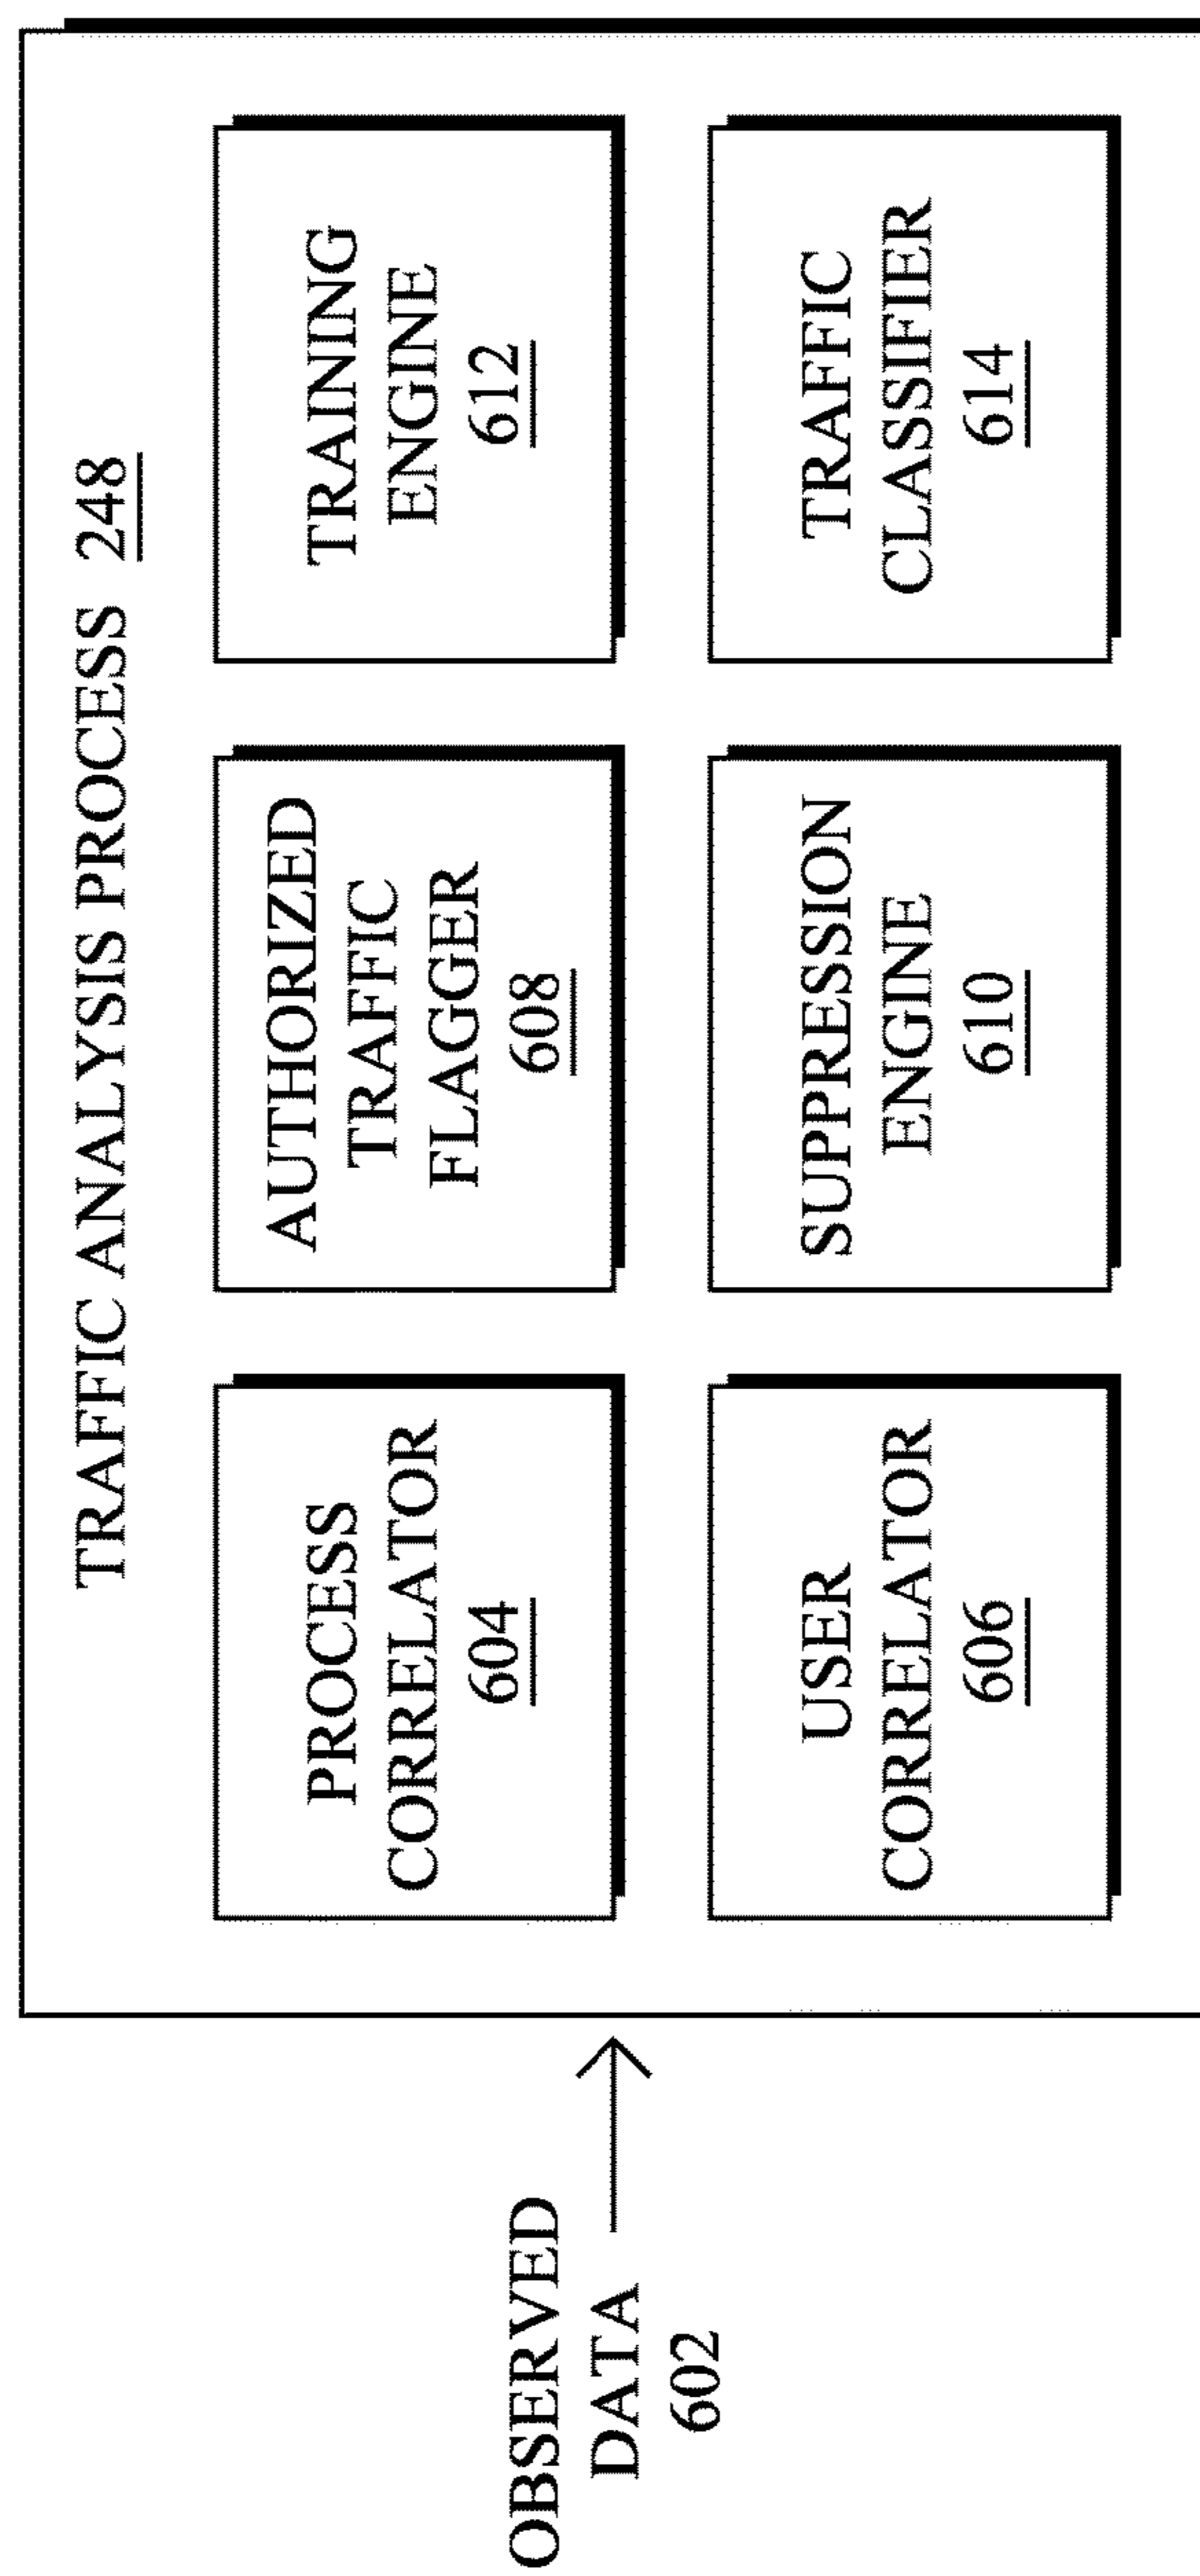 TRAFFIC ANALYSIS PROCESS 248
PROCESS
CORRELATOR
604
AUTHORIZED
TRAFFIC
FLAGGER
608
TRAINING
ENGINE
612
OBSERVED
DATA
602
USER
CORRELATOR
606
SUPPRESSION
ENGINE
610
TRAFFIC
CLASSIFIER
614